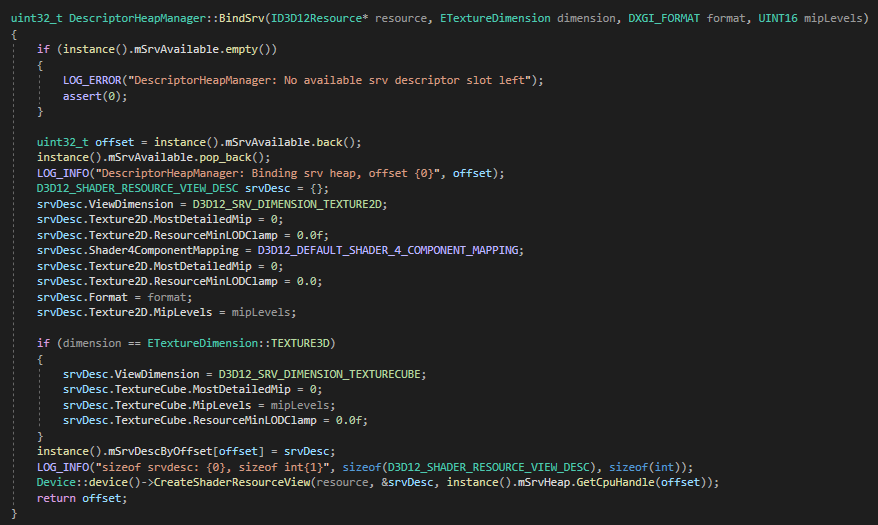 uint32_t DescriptorHeapManager::BindSrv(ID3D12Resource* resource, ETextureDimension dimension, DXGI_FORMAT format, UINT16 mipLevels)
{
    if (instance().mSrvAvailable.empty())
    {
        LOG_ERROR("DescriptorHeapManager: No available srv descriptor slot left");
        assert(0);
    }

    uint32_t offset = instance().mSrvAvailable.back();
    instance().mSrvAvailable.pop_back();
    LOG_INFO("DescriptorHeapManager: Binding srv heap, offset {0}", offset);
    D3D12_SHADER_RESOURCE_VIEW_DESC srvDesc = {};
    srvDesc.ViewDimension = D3D12_SRV_DIMENSION_TEXTURE2D;
    srvDesc.Texture2D.MostDetailedMip = 0;
    srvDesc.Texture2D.ResourceMinLODClamp = 0.0f;
    srvDesc.Shader4ComponentMapping = D3D12_DEFAULT_SHADER_4_COMPONENT_MAPPING;
    srvDesc.Texture2D.MostDetailedMip = 0;
    srvDesc.Texture2D.ResourceMinLODClamp = 0.0;
    srvDesc.Format = format;
    srvDesc.Texture2D.MipLevels = mipLevels;

    if (dimension == ETextureDimension::TEXTURE3D)
    {
        srvDesc.ViewDimension = D3D12_SRV_DIMENSION_TEXTURECUBE;
        srvDesc.TextureCube.MostDetailedMip = 0;
        srvDesc.TextureCube.MipLevels = mipLevels;
        srvDesc.TextureCube.ResourceMinLODClamp = 0.0f;
    }
    instance().mSrvDescByOffset[offset] = srvDesc;
    LOG_INFO("sizeof srvdesc: {0}, sizeof int{1}", sizeof(D3D12_SHADER_RESOURCE_VIEW_DESC), sizeof(int));
    Device::device()->CreateShaderResourceView(resource, &srvDesc, instance().mSrvHeap.GetCpuHandle(offset));
    return offset;
}